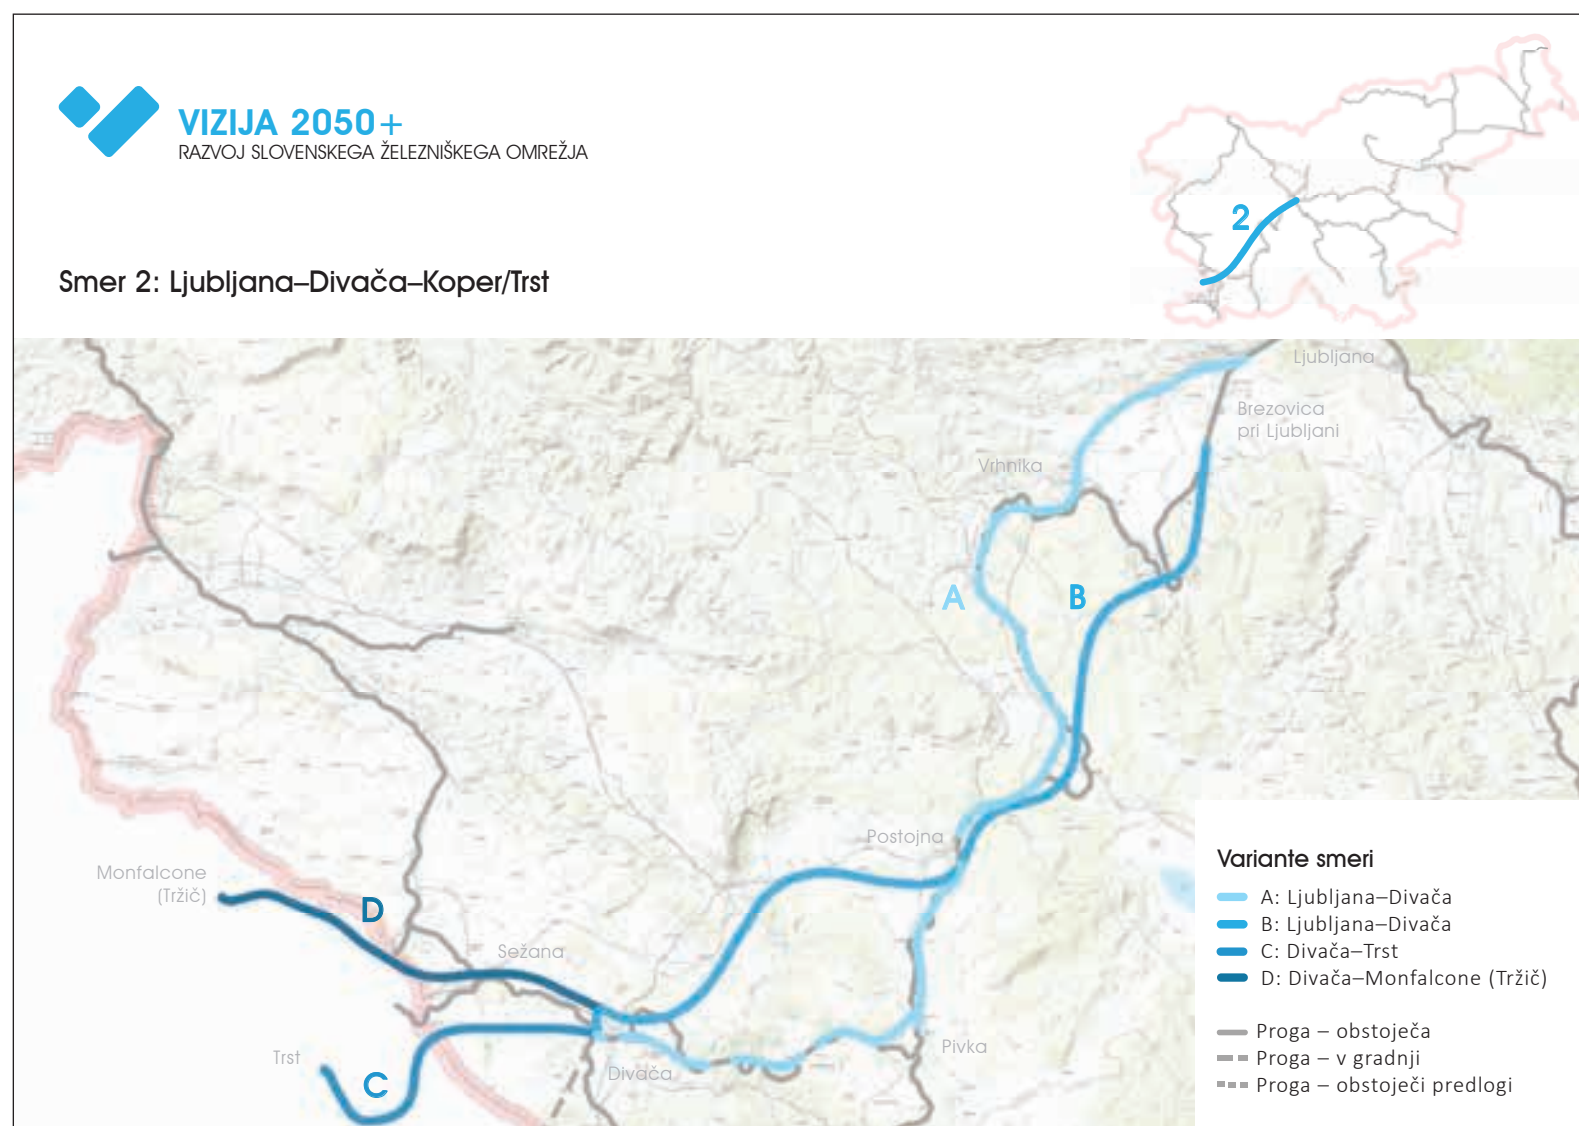 VIZIJA 2050+
RAZVOJ SLOVENSKEGA ŽELEZNIŠKEGA OMREŽJA
2
Smer 2: Ljubljana–Divača–Koper/Trst
Ljubljana
Brezovica
pri Ljubljani
Vrhnika
A
B
Postojna
Monfalcone
(Tržič)
D
Sežana
Pivka
Trst
Divača
C
Variante smeri
A: Ljubljana–Divača
B: Ljubljana–Divača
C: Divača–Trst
D: Divača–Monfalcone (Tržič)
Proga – obstoječa
Proga – v gradnji
Proga – obstoječi predlogi